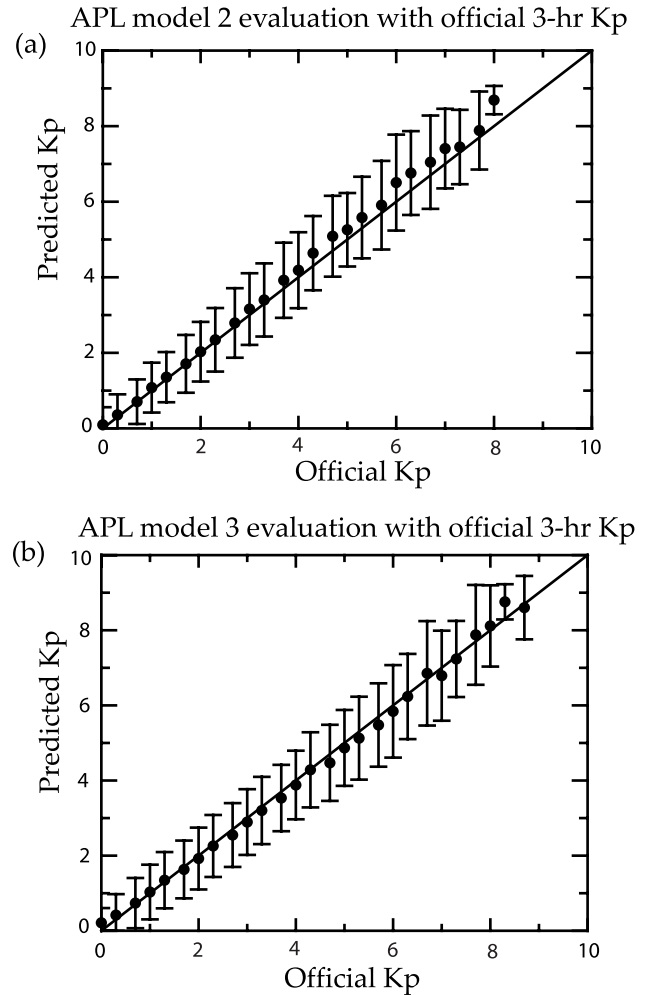 APL model 2 evaluation with official 3-hr Kp
(a)
10
8
6
4
2
0
Predicted Kp
0 2 4 6 8 10
Official Kp
APL model 3 evaluation with official 3-hr Kp
(b)
10
8
6
4
2
0
Predicted Kp
0 2 4 6 8 10
Official Kp